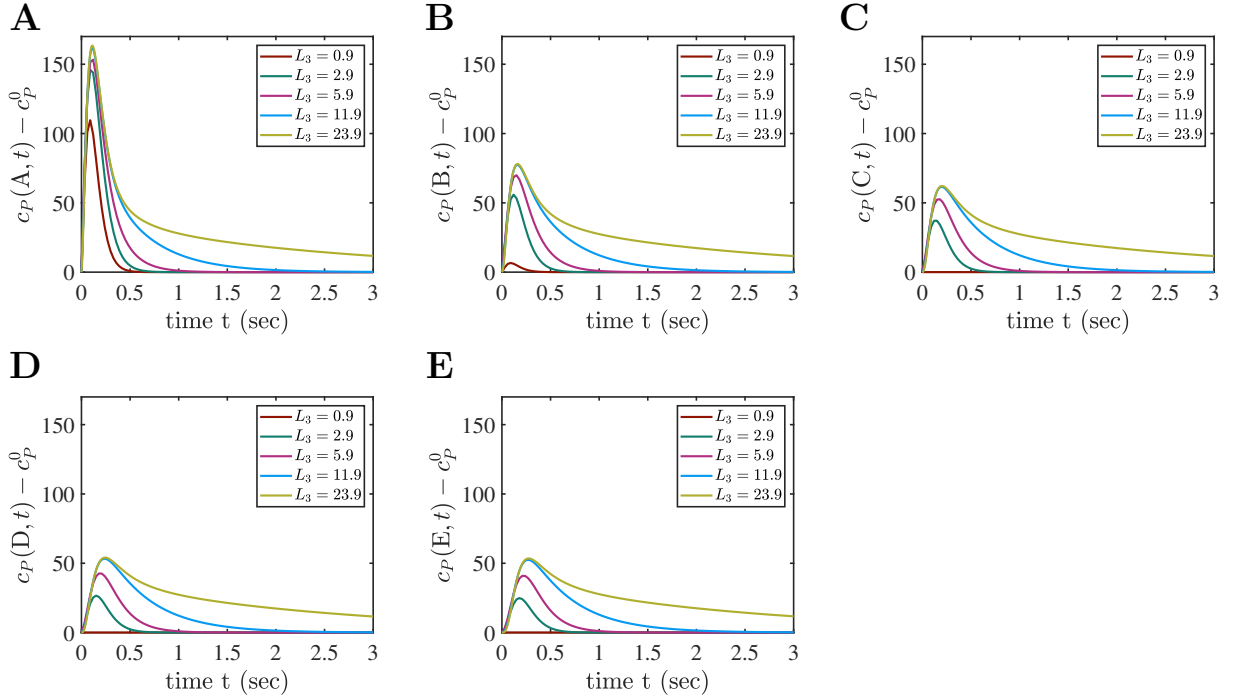 A
c_P(A, t) − c_P^0
150
100
50
0
0 0.5 1 1.5 2 2.5 3
time t (sec)
L_3 = 0.9
L_3 = 2.9
L_3 = 5.9
L_3 = 11.9
L_3 = 23.9
B
c_P(B, t) − c_P^0
150
100
50
0
0 0.5 1 1.5 2 2.5 3
time t (sec)
L_3 = 0.9
L_3 = 2.9
L_3 = 5.9
L_3 = 11.9
L_3 = 23.9
C
c_P(C, t) − c_P^0
150
100
50
0
0 0.5 1 1.5 2 2.5 3
time t (sec)
L_3 = 0.9
L_3 = 2.9
L_3 = 5.9
L_3 = 11.9
L_3 = 23.9
D
c_P(D, t) − c_P^0
150
100
50
0
0 0.5 1 1.5 2 2.5 3
time t (sec)
L_3 = 0.9
L_3 = 2.9
L_3 = 5.9
L_3 = 11.9
L_3 = 23.9
E
c_P(E, t) − c_P^0
150
100
50
0
0 0.5 1 1.5 2 2.5 3
time t (sec)
L_3 = 0.9
L_3 = 2.9
L_3 = 5.9
L_3 = 11.9
L_3 = 23.9